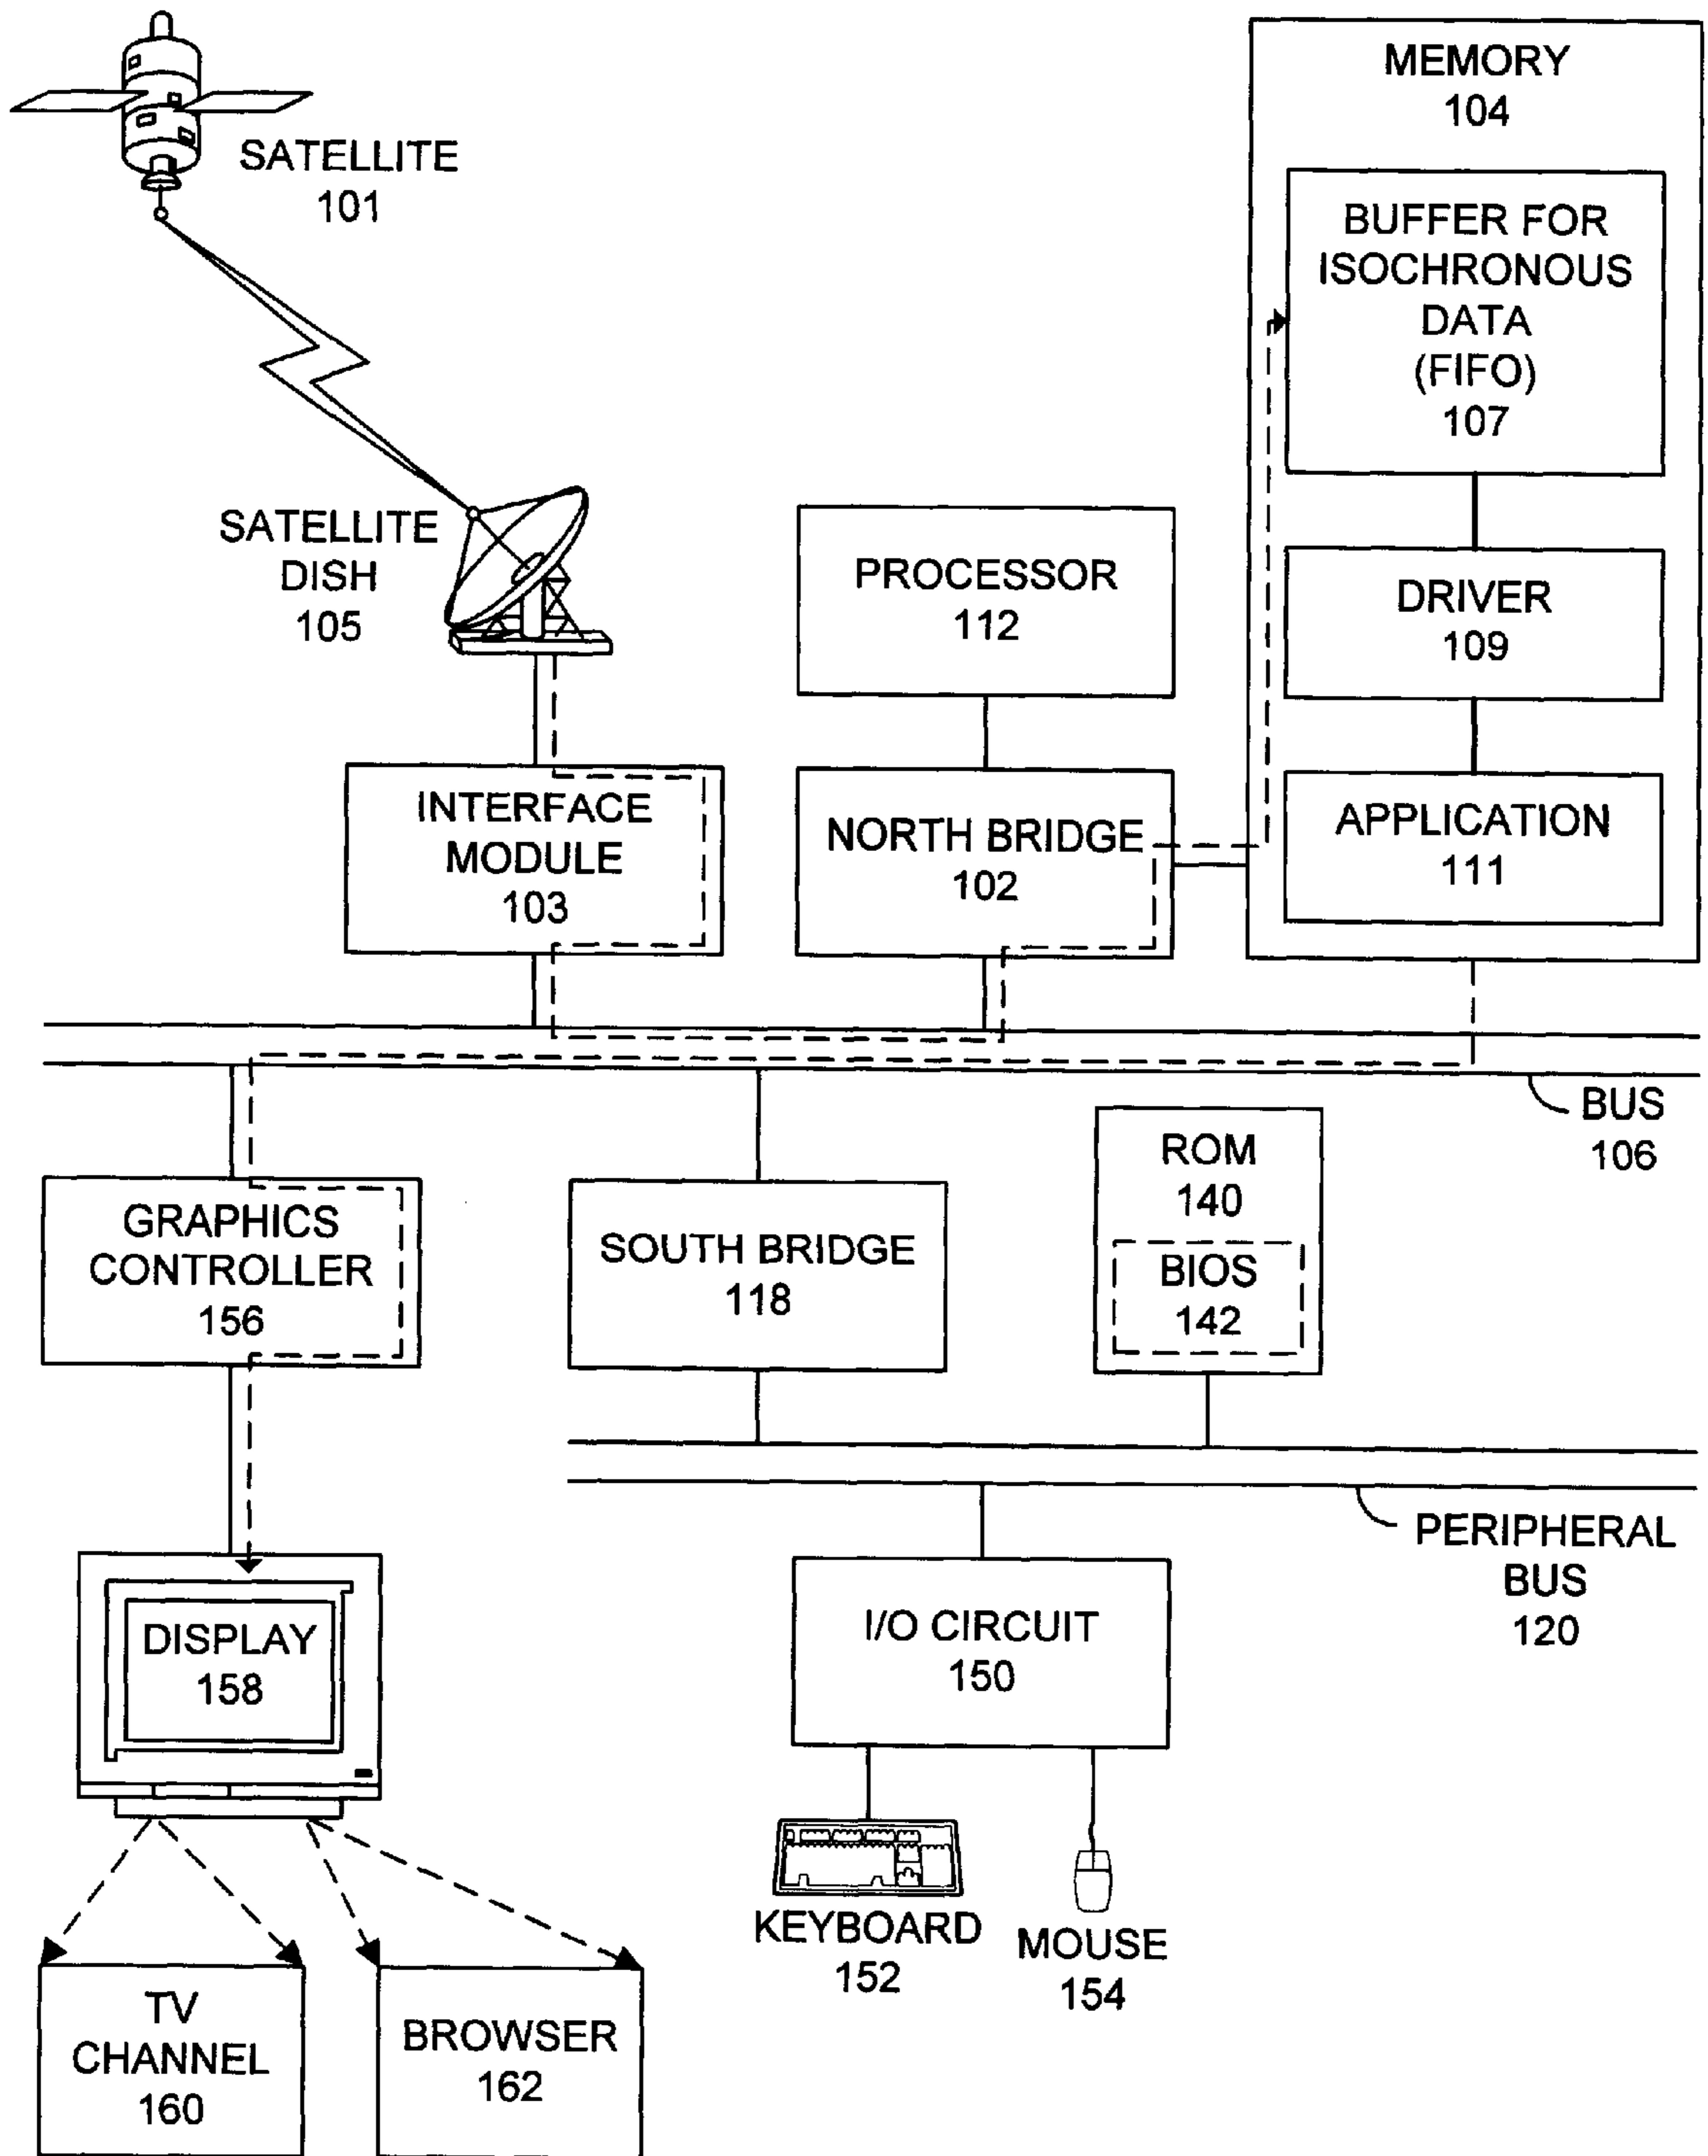 SATELLITE
101
MEMORY
104
BUFFER FOR
ISOCHRONOUS
DATA
(FIFO)
107
SATELLITE
DISH
105
PROCESSOR
112
DRIVER
109
INTERFACE
MODULE
103
NORTH BRIDGE
102
APPLICATION
111
BUS
106
GRAPHICS
CONTROLLER
156
SOUTH BRIDGE
118
ROM
140
BIOS
142
PERIPHERAL
BUS
120
DISPLAY
158
I/O CIRCUIT
150
KEYBOARD
152
MOUSE
154
TV
CHANNEL
160
BROWSER
162